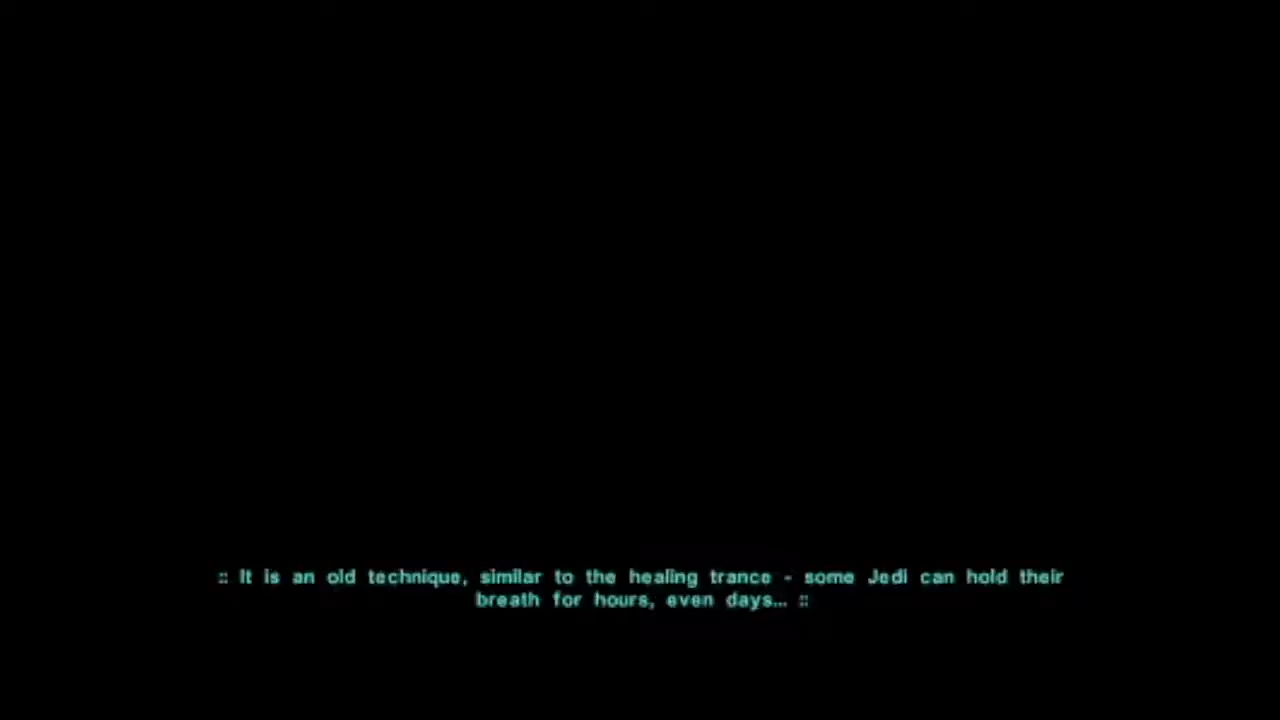 :: It is an old technique, similar to the healing trance - some Jedi can hold their
breath for hours, even days... ::